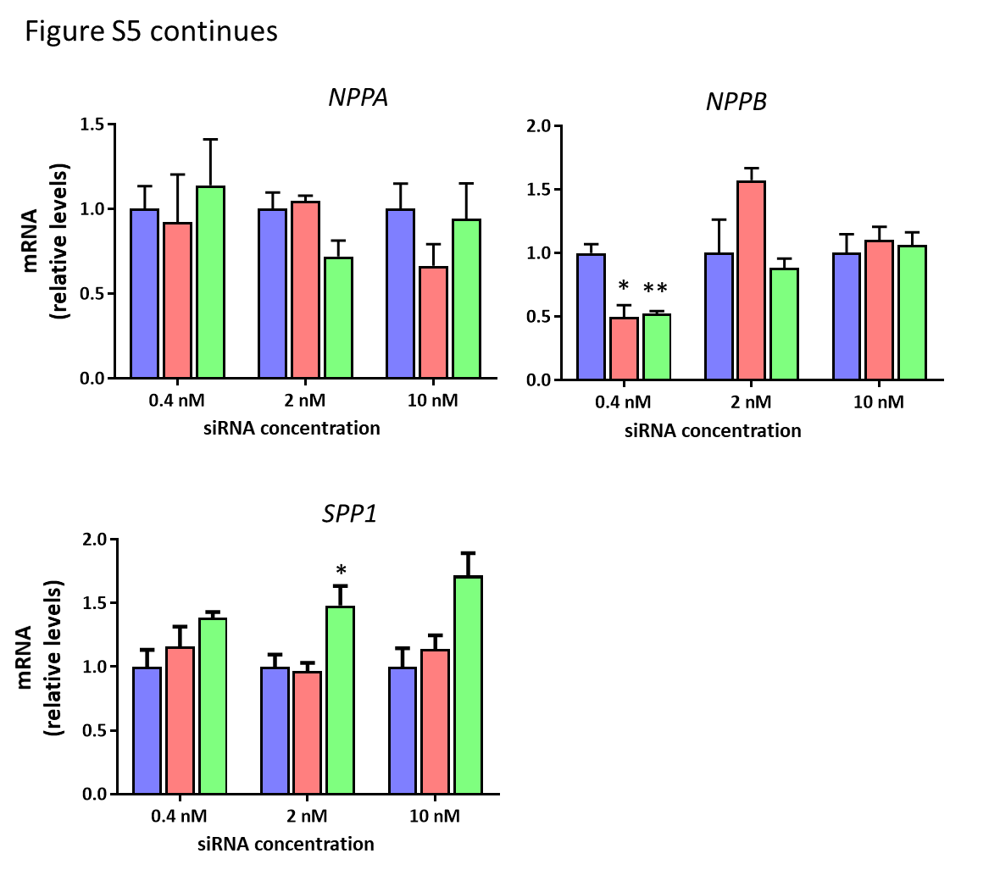 Figure S5 continues
NPPA
mRNA
(relative levels)
1.5
1.0
0.5
0.0
0.4 nM
2 nM
10 nM
siRNA concentration
NPPB
2.0
1.5
1.0
0.5
0.0
*
**
0.4 nM
2 nM
10 nM
siRNA concentration
SPP1
mRNA
(relative levels)
2.0
1.5
1.0
0.5
0.0
*
0.4 nM
2 nM
10 nM
siRNA concentration